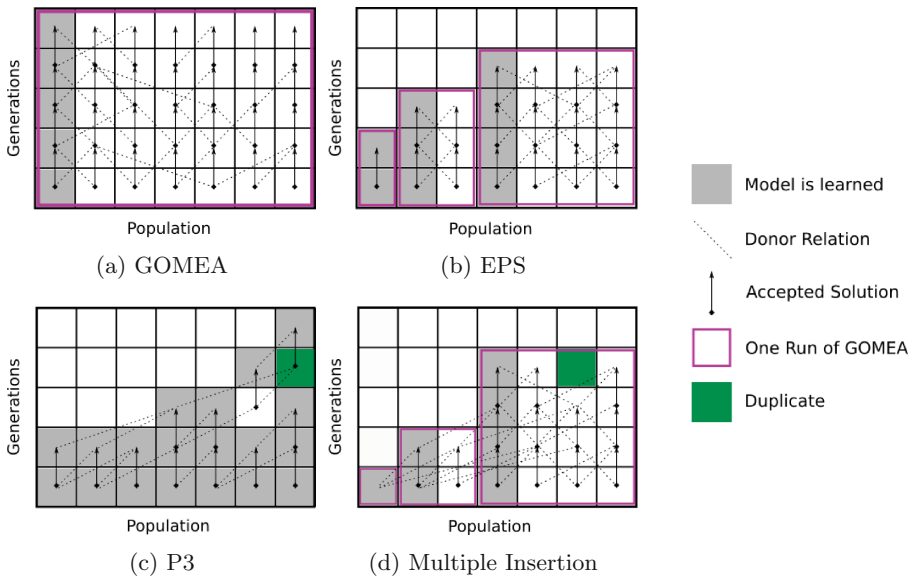 Generations
Population
(a) GOMEA
Generations
Population
(b) EPS
Model is learned
Donor Relation
Accepted Solution
One Run of GOMEA
Duplicate
Generations
Population
(c) P3
Generations
Population
(d) Multiple Insertion